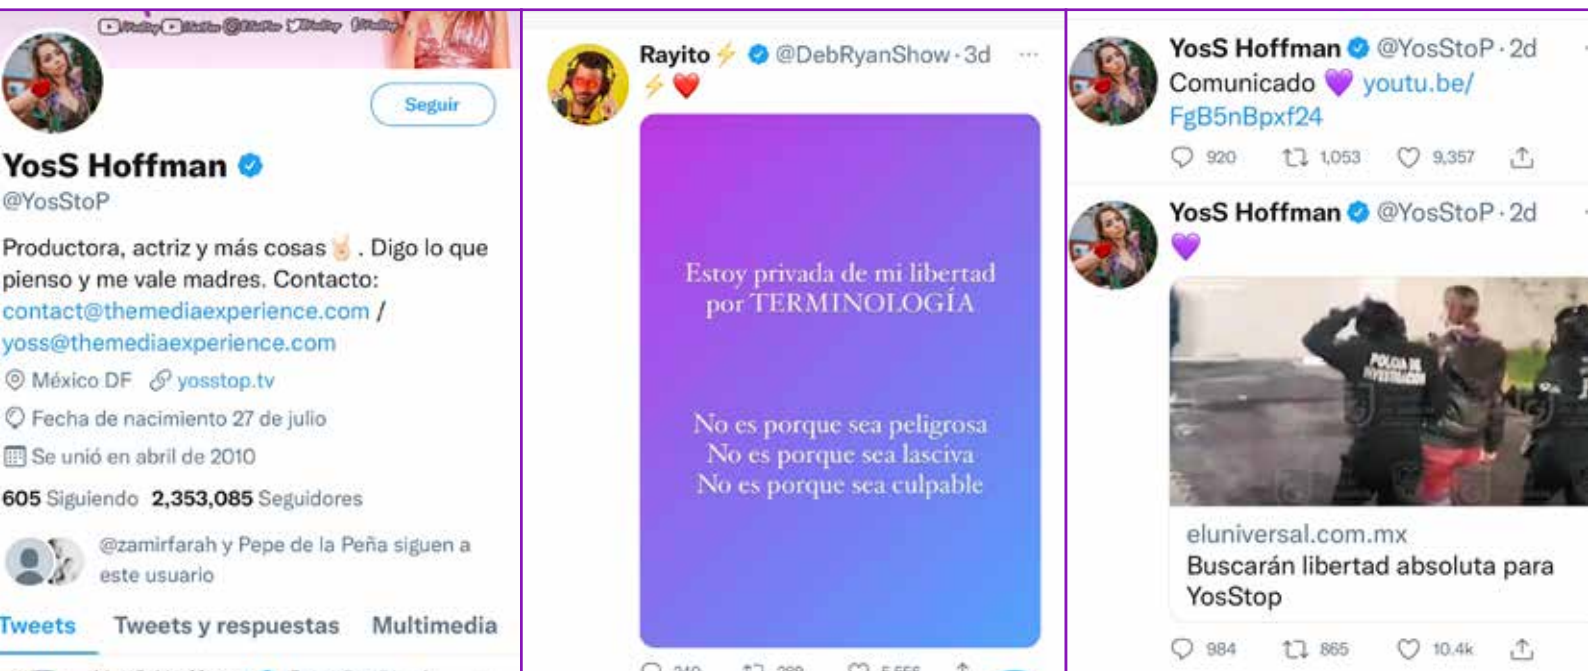 Seguir
YosS Hoffman
@YosStoP
Productora, actriz y más cosas🤘🏻. Digo lo que
pienso y me vale madres. Contacto:
contact@themediaexperience.com /
yoss@themediaexperience.com
México DF yosstop.tv
Fecha de nacimiento 27 de julio
Se unió en abril de 2010
605 Siguiendo 2,353,085 Seguidores
@zamirfarah y Pepe de la Peña siguen a
este usuario
Tweets Tweets y respuestas Multimedia
Rayito⚡ @DebRyanShow · 3d ...
⚡❤️
Estoy privada de mi libertad
por TERMINOLOGÍA
No es porque sea peligrosa
No es porque sea lasciva
No es porque sea culpable
YosS Hoffman @YosStoP · 2d
Comunicado 💜 youtu.be/
FgB5nBpxf24
920 1,053 9,357
YosS Hoffman @YosStoP · 2d
💜
POLICÍA DE
INVESTIGACIÓN
eluniversal.com.mx
Buscarán libertad absoluta para
YosStop
984 865 10.4k